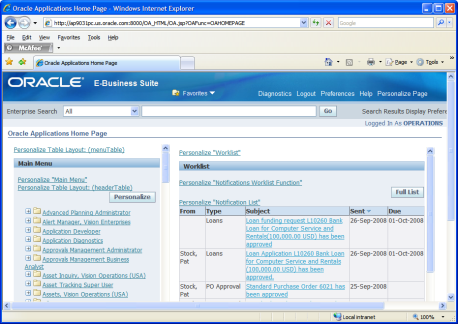 Oracle Applications Home Page - Windows Internet Explorer
http://ap9031pc.us.oracle.com:8000/OA_HTML/OA.jsp?OAFunc=OAHOMEPAGE
Google
File Edit View Favorites Tools Help
McAfee
Oracle Applications Home Page
Page Tools
ORACLE E-Business Suite
Favorites
Diagnostics Logout Preferences Help Personalize Page
Enterprise Search All Go Search Results Display Prefere
Logged In As OPERATIONS
Oracle Applications Home Page
Personalize Table Layout: (menuTable)
Main Menu
Personalize "Main Menu"
Personalize Table Layout: (headerTable)
Personalize
Advanced Planning Administrator
Alert Manager, Vision Enterprises
Application Developer
Application Diagnostics
Approvals Management Administrator
Approvals Management Business
Analyst
Asset Inquiry, Vision Operations (USA)
Asset Tracking Super User
Assets, Vision Operations (USA)
Personalize "Worklist"
Worklist
Personalize "Notifications Worklist Function"
Full List
Personalize "Notification List"
From Type Subject Sent Due
Loans Loan funding request L10260 Bank 26-Sep-2008 01-Oct-2008
Loan for Computer Service and
Rentals(100,000.00 USD) has been
approved
Stock, Loans Loan Application L10260 Bank Loan 26-Sep-2008 01-Oct-2008
Pat for Computer Service and Rentals
(100,000.00 USD) has been
approved.
Stock, PO Approval Standard Purchase Order 6021 has 25-Sep-2008
Pat been approved
Local intranet 100%